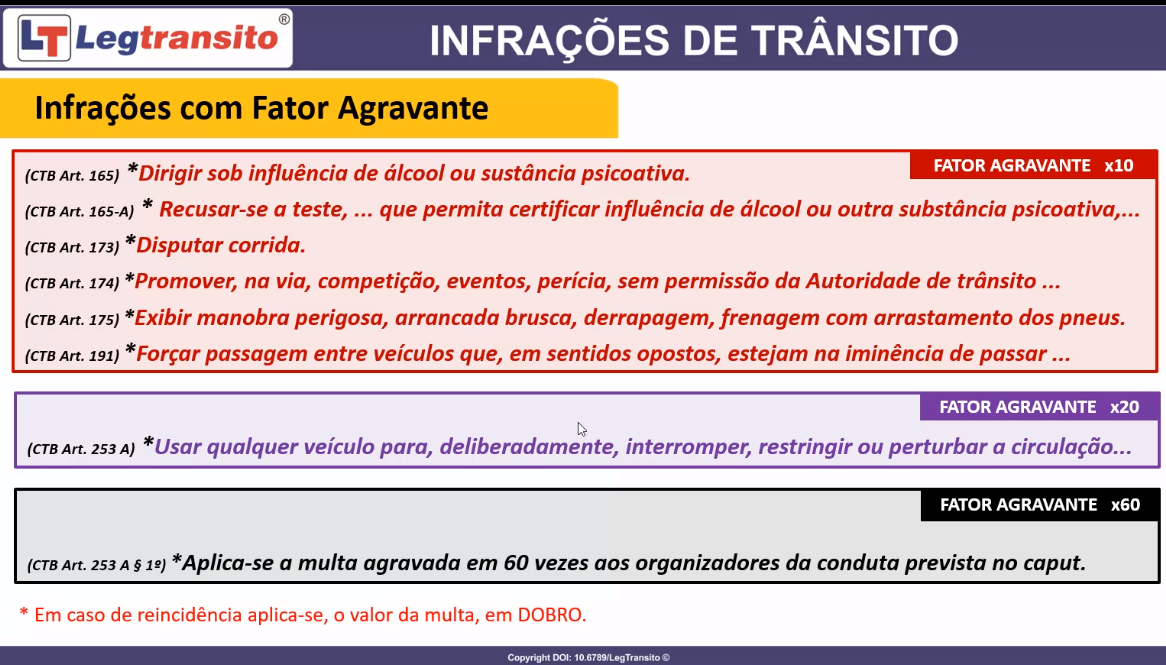 LT Legtransito®
INFRAÇÕES DE TRÂNSITO
Infrações com Fator Agravante
FATOR AGRAVANTE x10
(CTB Art. 165) *Dirigir sob influência de álcool ou sustância psicoativa.
(CTB Art. 165-A) * Recusar-se a teste, ... que permita certificar influência de álcool ou outra substância psicoativa,...
(CTB Art. 173) *Disputar corrida.
(CTB Art. 174) *Promover, na via, competição, eventos, perícia, sem permissão da Autoridade de trânsito ...
(CTB Art. 175) *Exibir manobra perigosa, arrancada brusca, derrapagem, frenagem com arrastamento dos pneus.
(CTB Art. 191) *Forçar passagem entre veículos que, em sentidos opostos, estejam na iminência de passar ...
FATOR AGRAVANTE x20
(CTB Art. 253 A) *Usar qualquer veículo para, deliberadamente, interromper, restringir ou perturbar a circulação...
FATOR AGRAVANTE x60
(CTB Art. 253 A § 1º) *Aplica-se a multa agravada em 60 vezes aos organizadores da conduta prevista no caput.
* Em caso de reincidência aplica-se, o valor da multa, em DOBRO.
Copyright DOI: 10.6789/LegTransito ©